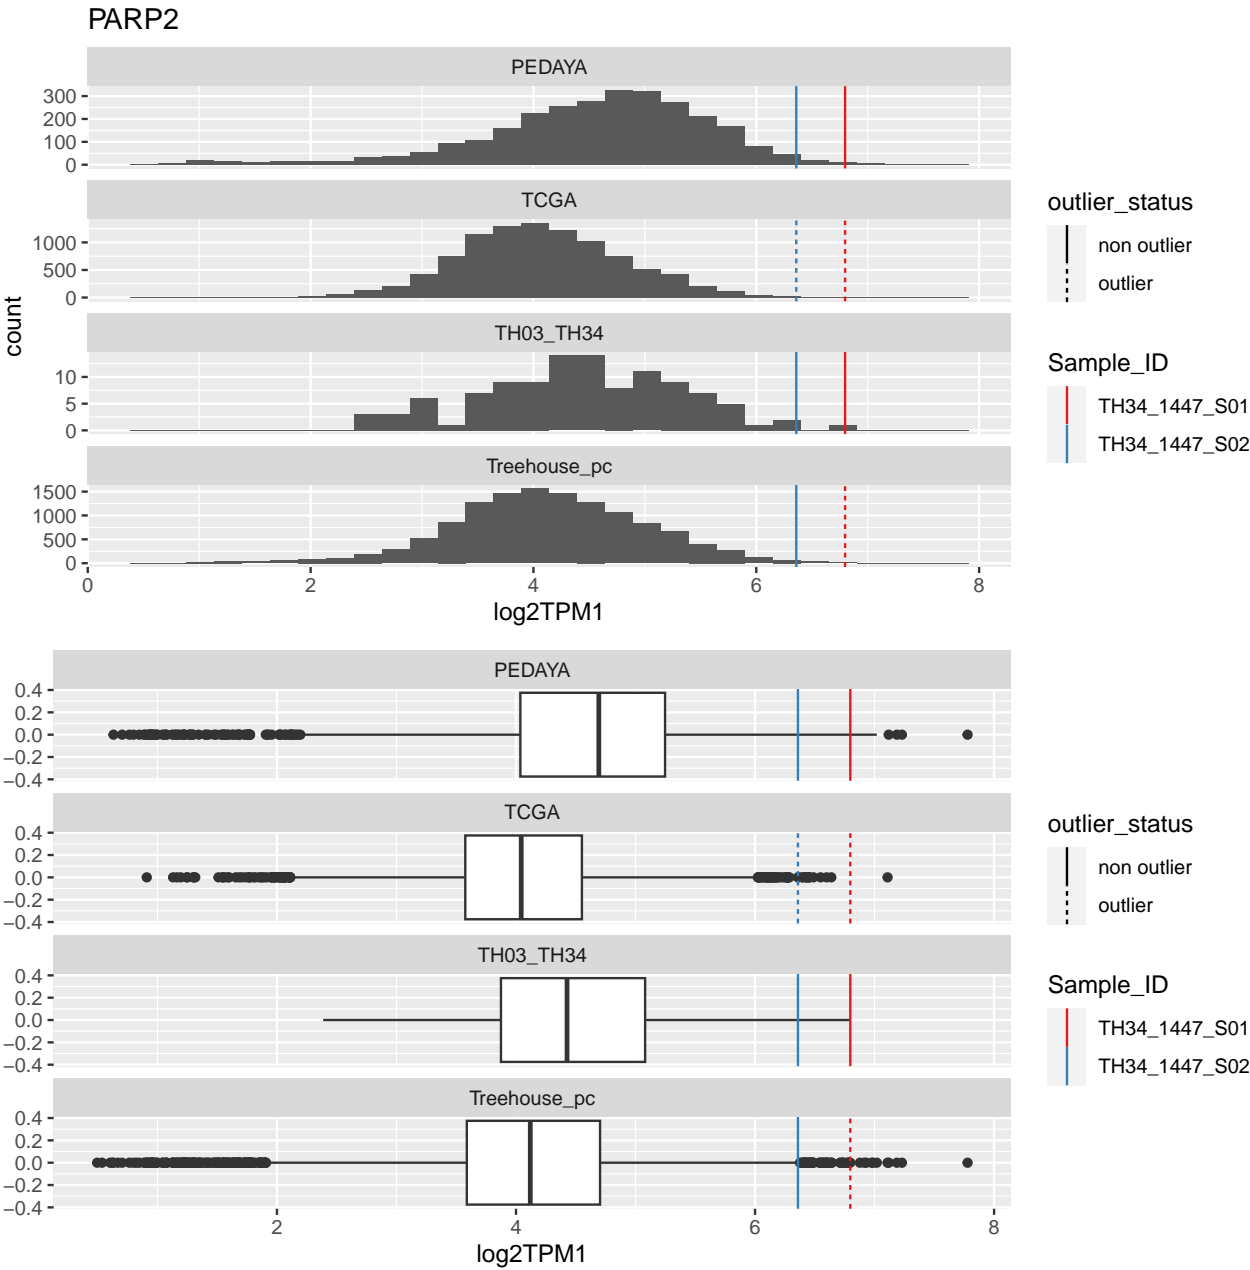 PARP2
PEDAYA
300
200
100
0
TCGA
1000
500
0
TH03_TH34
10
5
0
Treehouse_pc
1500
1000
500
0
0 2 4 6 8
log2TPM1
count
outlier_status
non outlier
outlier
Sample_ID
TH34_1447_S01
TH34_1447_S02
PEDAYA
0.4
0.2
0.0
−0.2
−0.4
TCGA
0.4
0.2
0.0
−0.2
−0.4
TH03_TH34
0.4
0.2
0.0
−0.2
−0.4
Treehouse_pc
0.4
0.2
0.0
−0.2
−0.4
2 4 6 8
log2TPM1
outlier_status
non outlier
outlier
Sample_ID
TH34_1447_S01
TH34_1447_S02